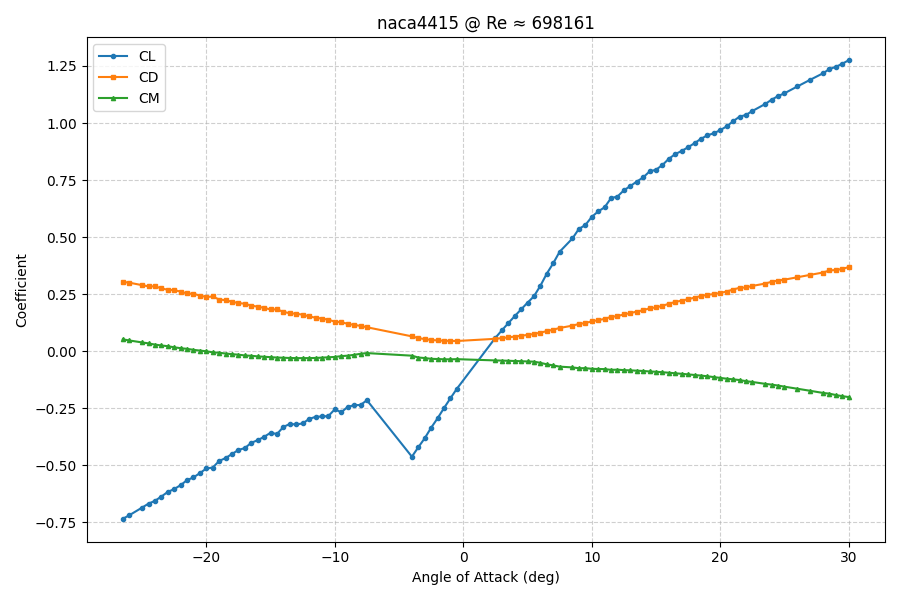 naca4415 @ Re ≈ 698161
CL
CD
CM
Coefficient
1.25
1.00
0.75
0.50
0.25
0.00
−0.25
−0.50
−0.75
−20
−10
0
10
20
30
Angle of Attack (deg)